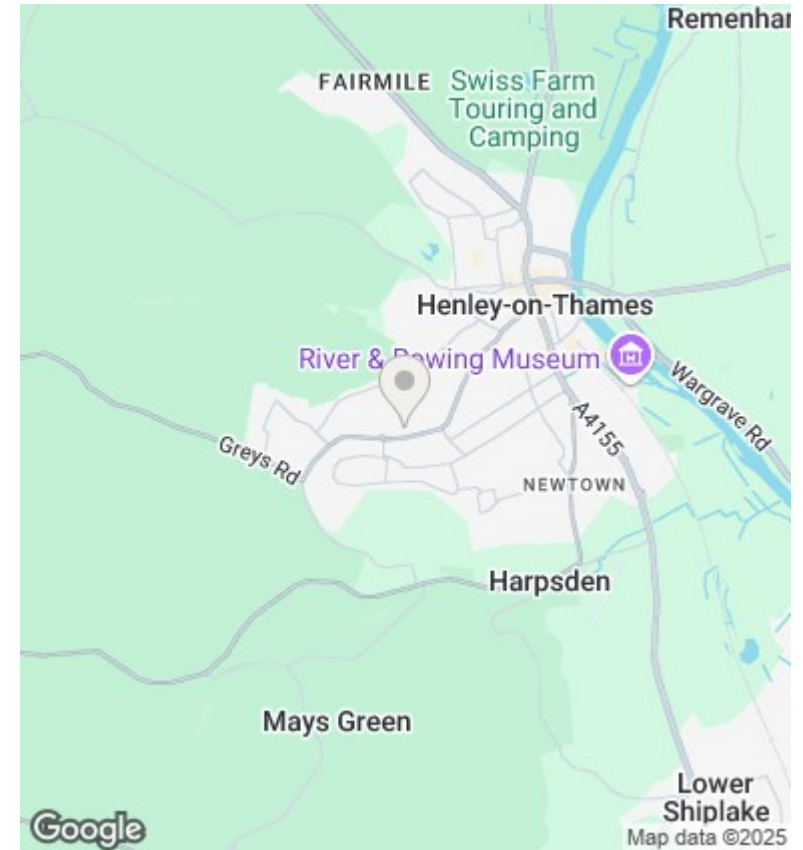 Remenhar
FAIRMILE
Swiss Farm
Touring and
Camping
Henley-on-Thames
River & Rowing Museum
Wargrave Rd
A4155
Greys Rd
NEWTOWN
Harpsden
Mays Green
Lower
Shiplake
Google
Map data ©2025